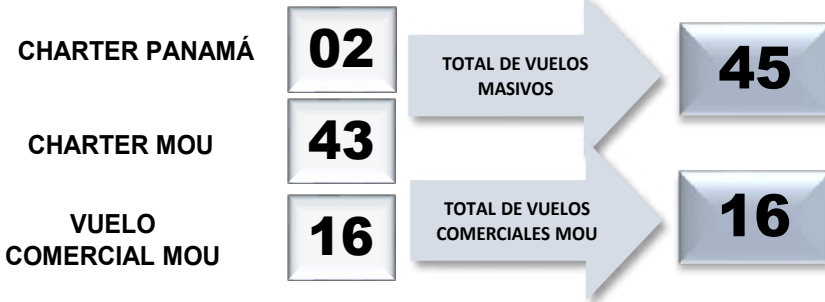 CHARTER PANAMÁ
02
TOTAL DE VUELOS
MASIVOS
45
CHARTER MOU
43
VUELO
COMERCIAL MOU
16
TOTAL DE VUELOS
COMERCIALES MOU
16